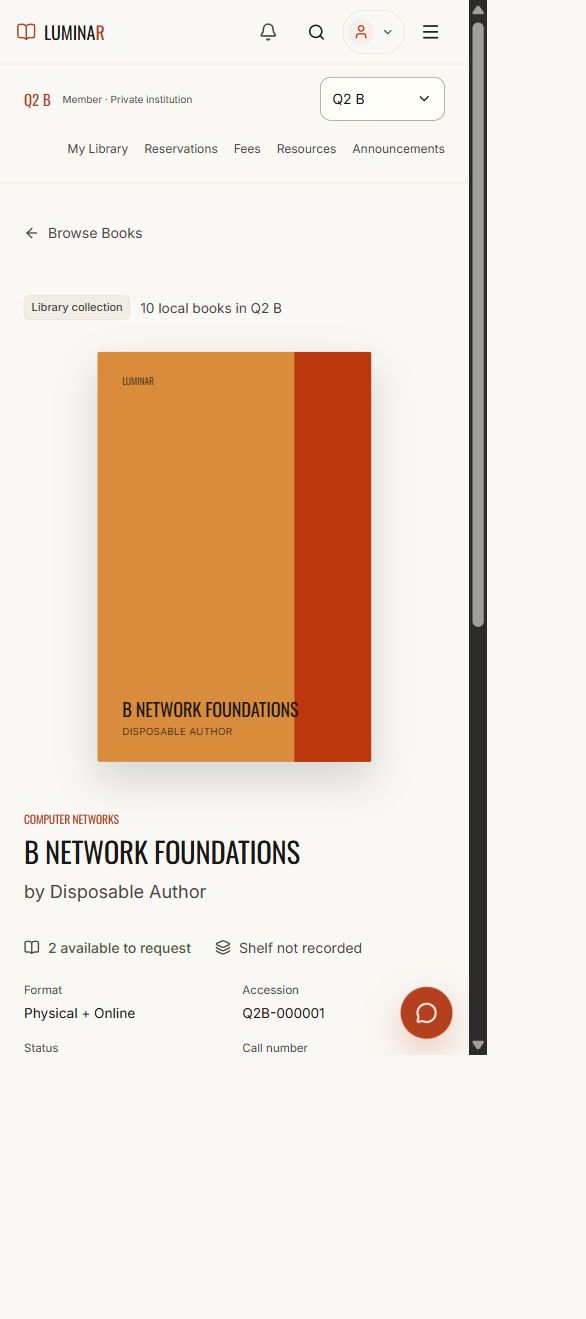 LUMINAR
Q2 B Member · Private institution Q2 B
My Library Reservations Fees Resources Announcements
Browse Books
Library collection 10 local books in Q2 B
LUMINAR
B NETWORK FOUNDATIONS
DISPOSABLE AUTHOR
COMPUTER NETWORKS
B NETWORK FOUNDATIONS
by Disposable Author
2 available to request Shelf not recorded
Format Accession
Physical + Online Q2B-000001
Status Call number